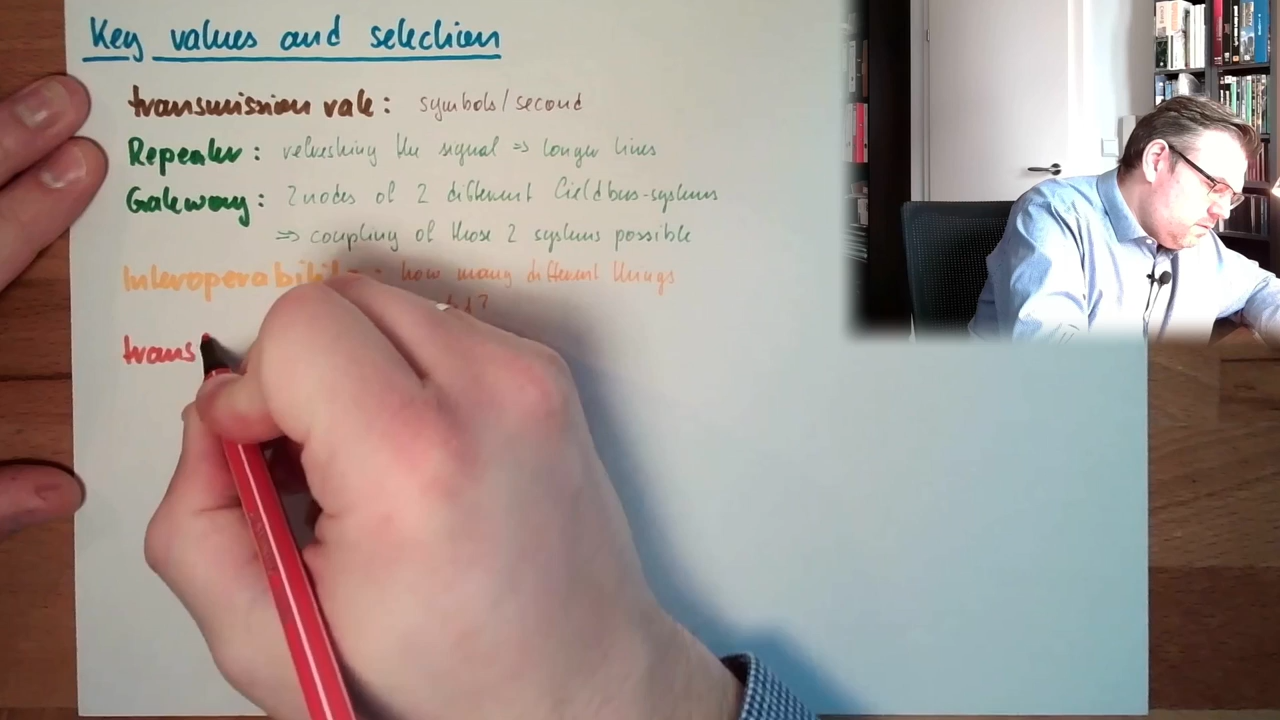 Key values and selection
transmission rate: symbols/second
Repeater: refreshing the signal => longer lines
Gateway: 2 nodes of 2 different Fieldbus-systems
=> coupling of those 2 systems possible
Interoperabilit : how many different things
?
trans